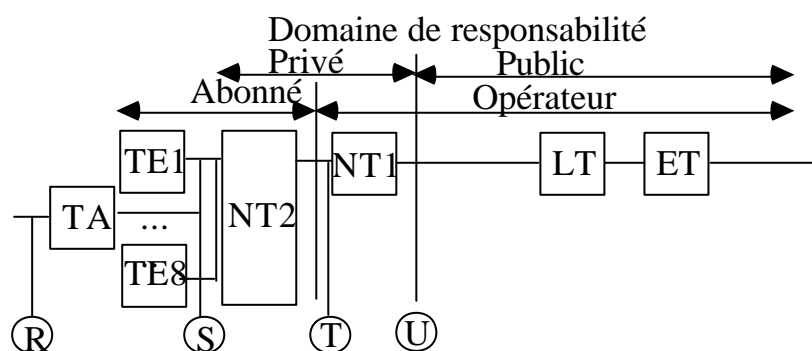 Domaine de responsabilité
Privé Public
Abonné Opérateur
TE1 NT1 LT ET
TA ... NT2
TE8
R S T U